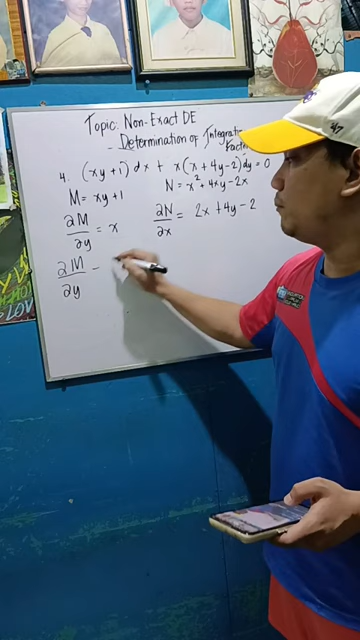 Topic: Non-Exact DE
- Determination of Integrating Factor
4. (xy + 1) dx + x(x + 4y - 2) dy = 0
M = xy + 1
N = x² + 4xy - 2x
∂M/∂y = x
∂N/∂x = 2x + 4y - 2
∂M/∂y -
47